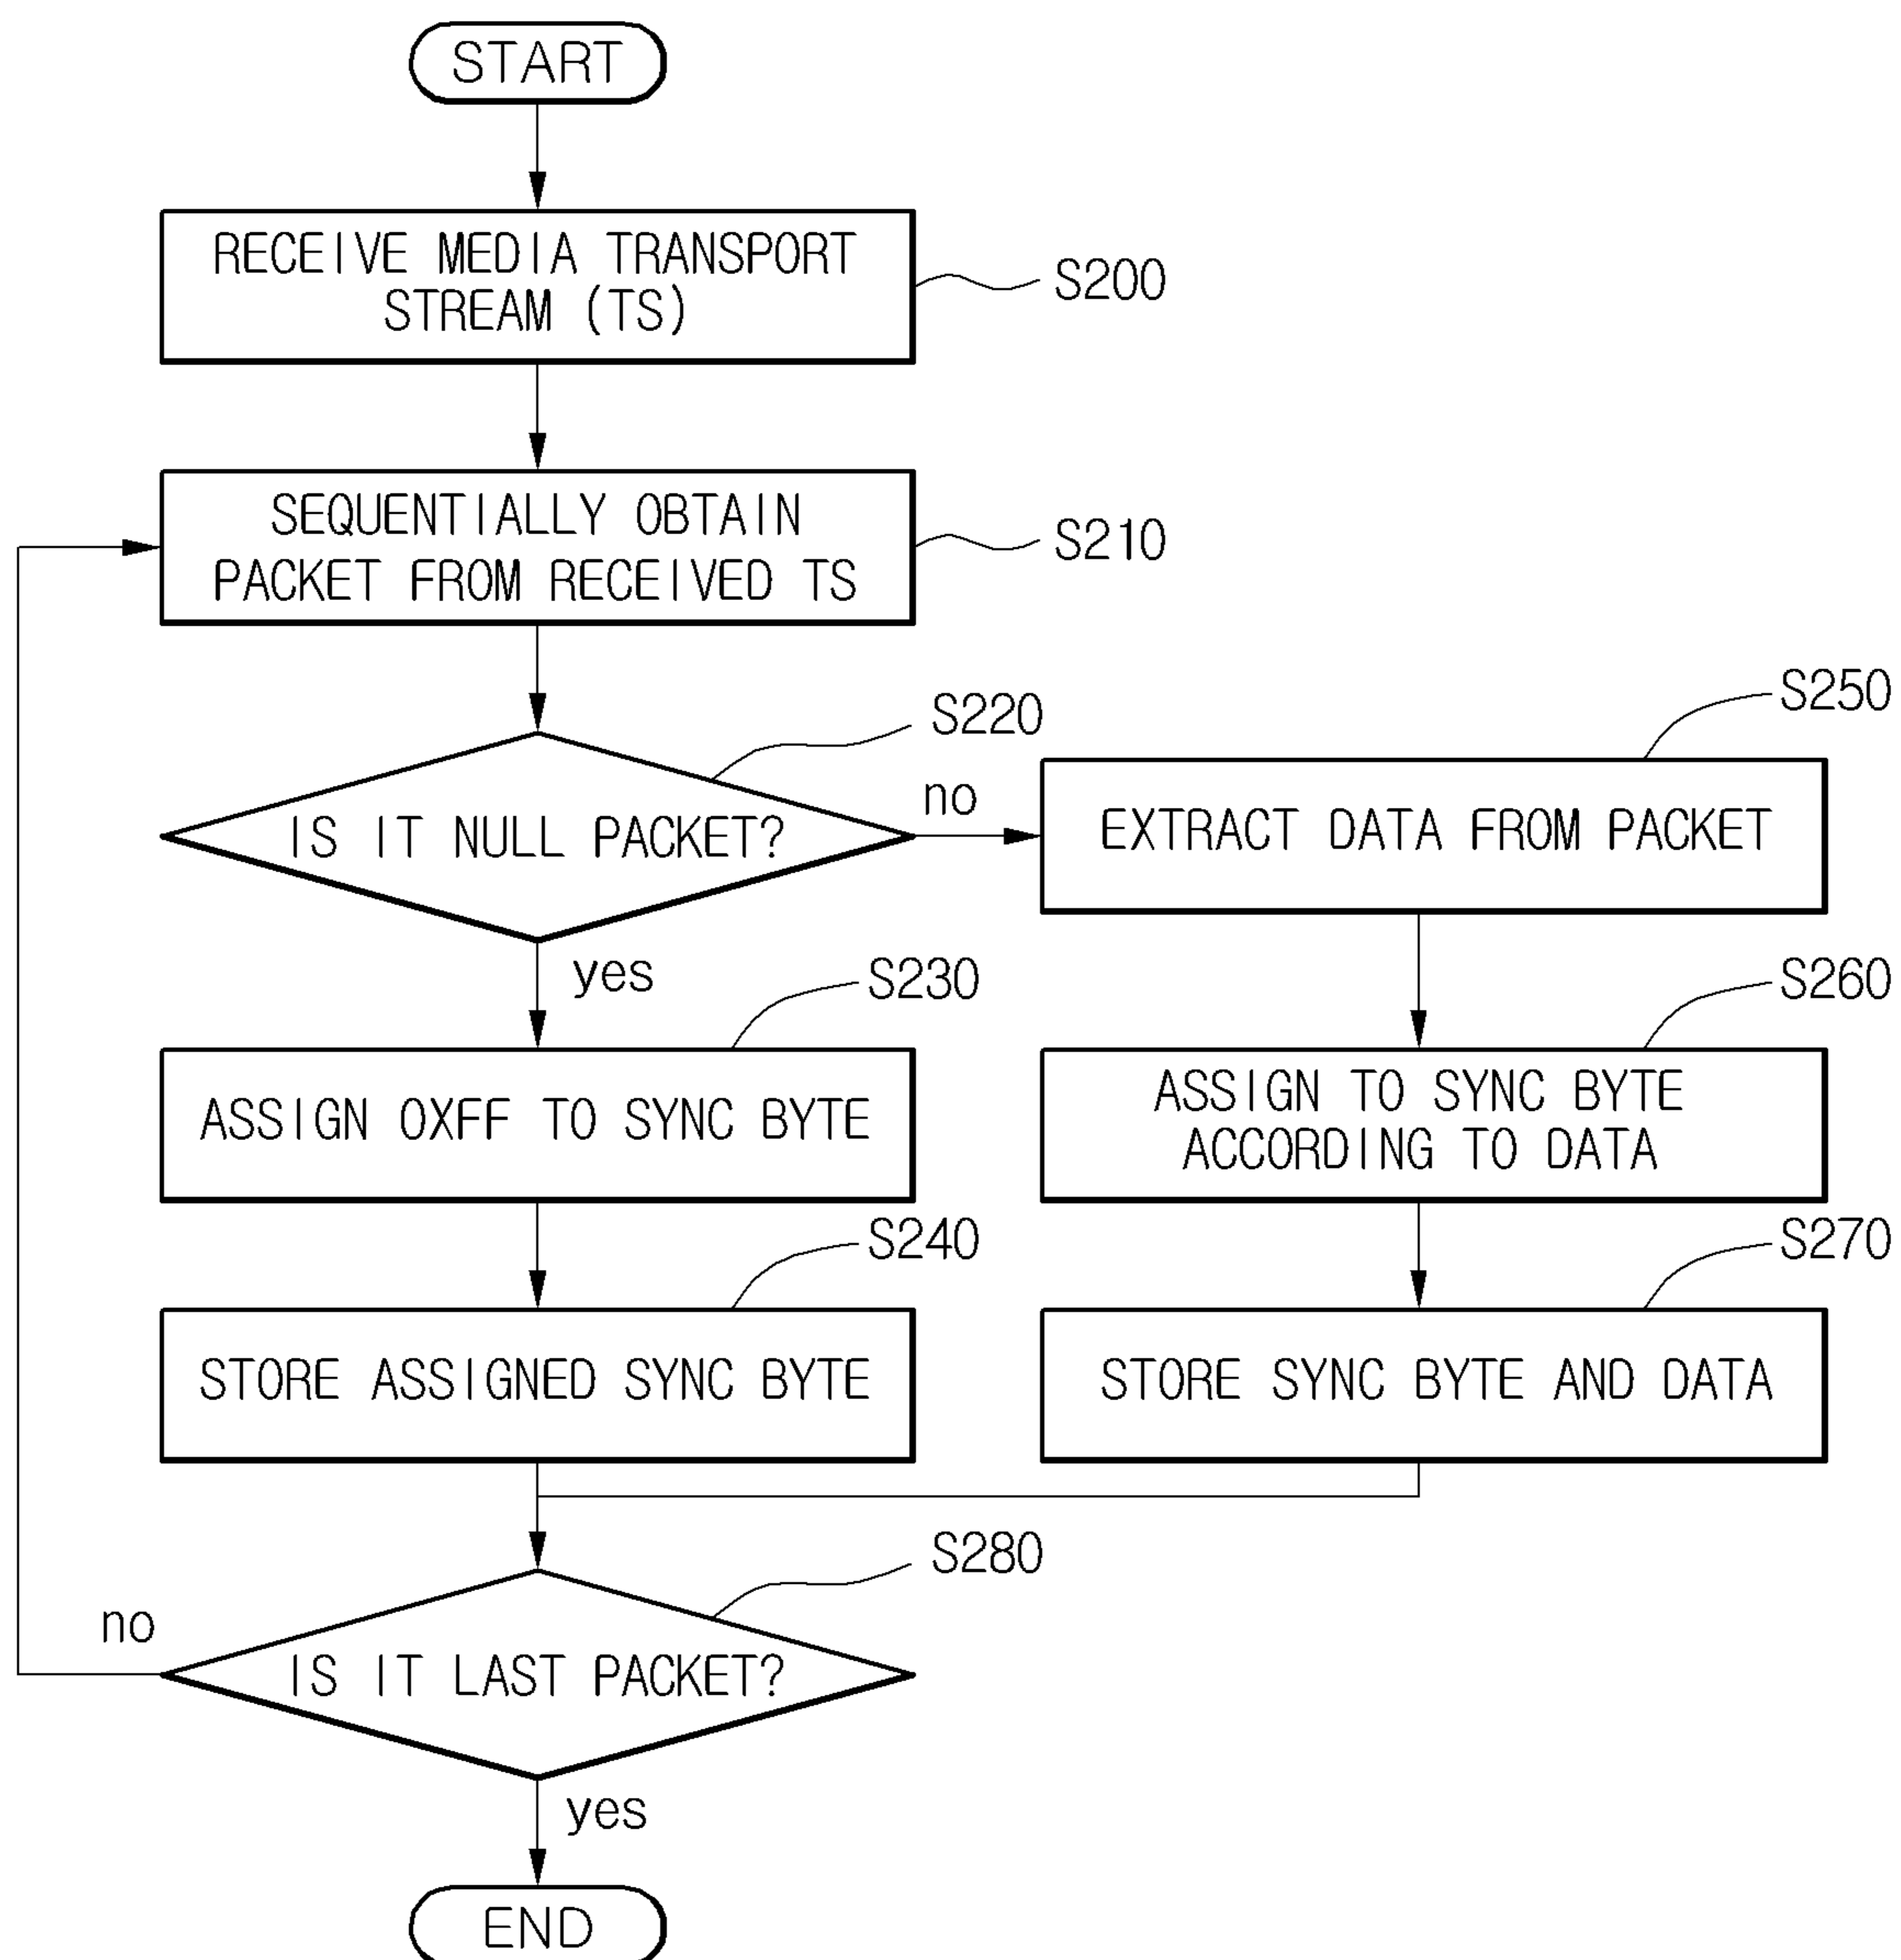 START
RECEIVE MEDIA TRANSPORT
STREAM (TS)
S200
SEQUENTIALLY OBTAIN
PACKET FROM RECEIVED TS
S210
S220
IS IT NULL PACKET?
no
yes
S250
EXTRACT DATA FROM PACKET
S230
ASSIGN OXFF TO SYNC BYTE
S260
ASSIGN TO SYNC BYTE
ACCORDING TO DATA
S240
STORE ASSIGNED SYNC BYTE
S270
STORE SYNC BYTE AND DATA
S280
IS IT LAST PACKET?
no
yes
END